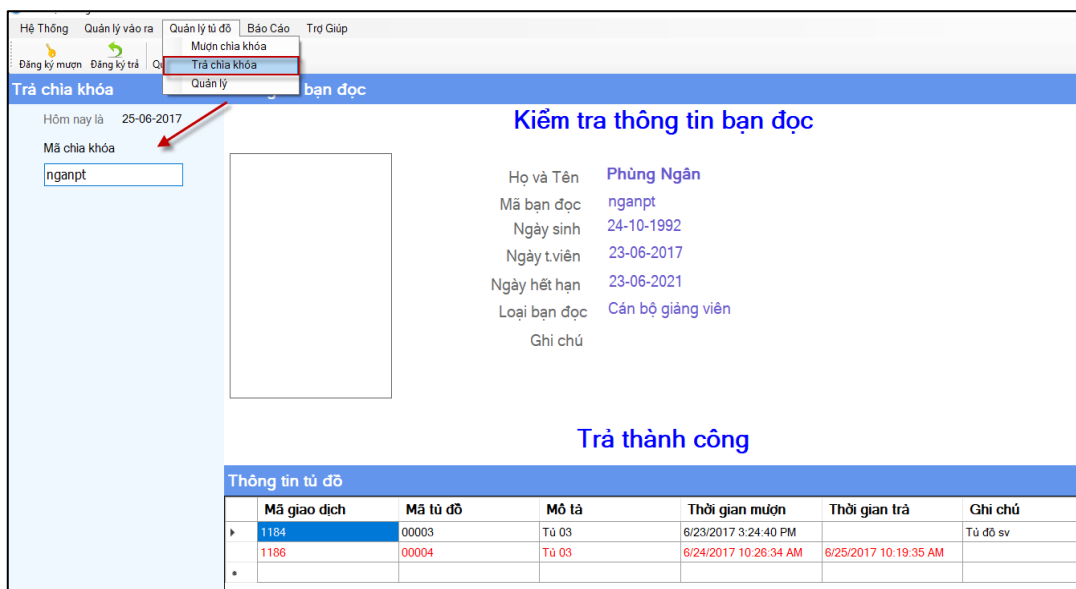 Hệ Thống Quản lý vào ra Quản lý tủ đồ Báo Cáo Trợ Giúp
Mượn chìa khóa
Đăng ký mượn Đăng ký trả
Trả chìa khóa
Quản lý
Trả chìa khóa bạn đọc
Hôm nay là 25-06-2017
Kiểm tra thông tin bạn đọc
Mã chìa khóa
nganpt
Họ và Tên Phùng Ngân
Mã bạn đọc nganpt
Ngày sinh 24-10-1992
Ngày t.viên 23-06-2017
Ngày hết hạn 23-06-2021
Loại bạn đọc Cán bộ giảng viên
Ghi chú
Trả thành công
Thông tin tủ đồ
Mã giao dịch Mã tủ đồ Mô tả Thời gian mượn Thời gian trả Ghi chú
1184 00003 Tủ 03 6/23/2017 3:24:40 PM Tủ đồ sv
1186 00004 Tủ 03 6/24/2017 10:26:34 AM 6/25/2017 10:19:35 AM